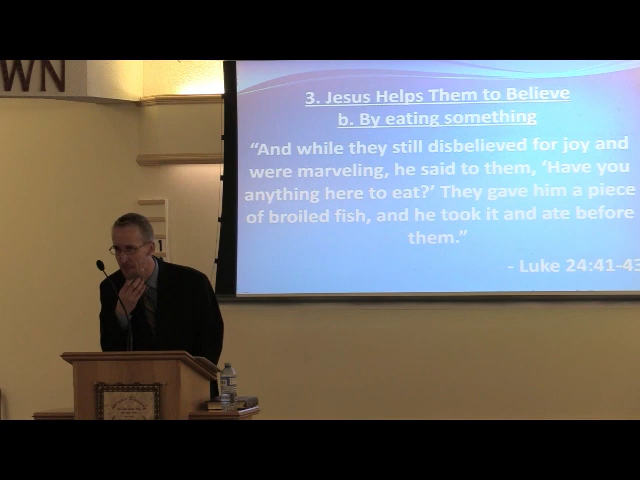 WN
3. Jesus Helps Them to Believe
b. By eating something
“And while they still disbelieved for joy and
were marveling, he said to them, ‘Have you
anything here to eat?’ They gave him a piece
of broiled fish, and he took it and ate before
them.”
- Luke 24:41-43
1